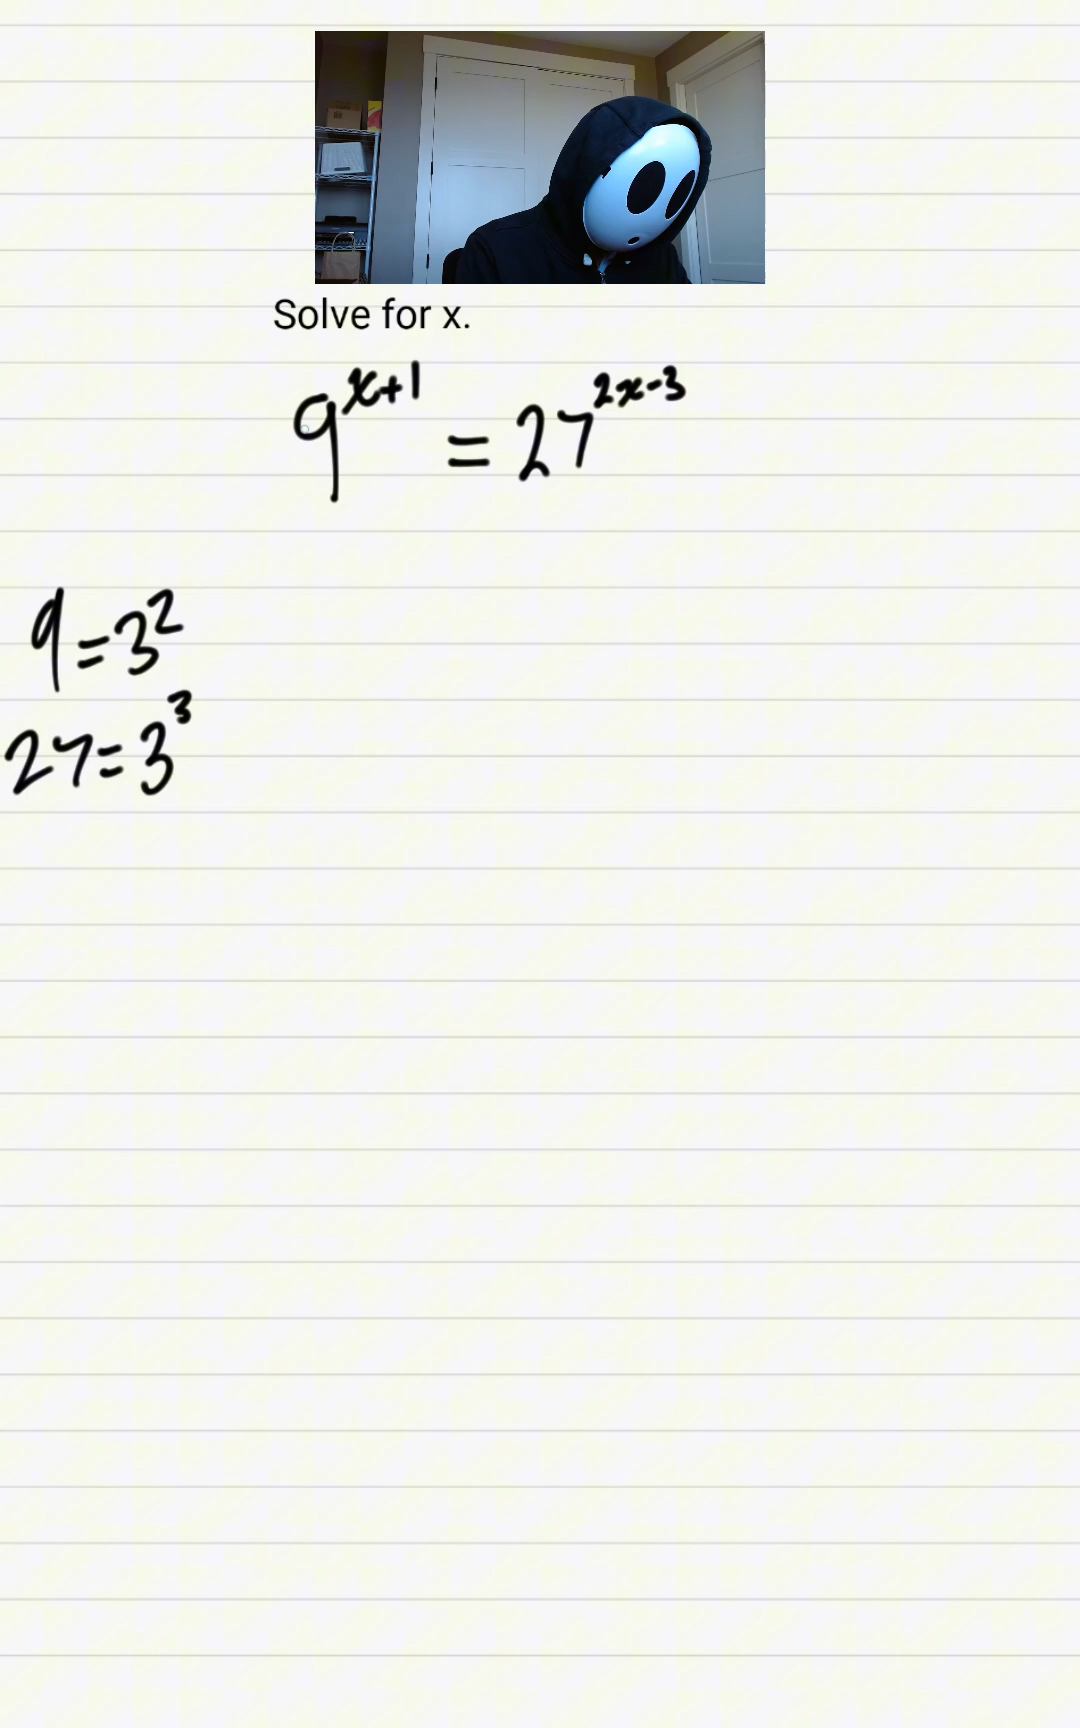 Solve for x.
9^{x+1} = 27^{2x-3}
9=3^2
27=3^3